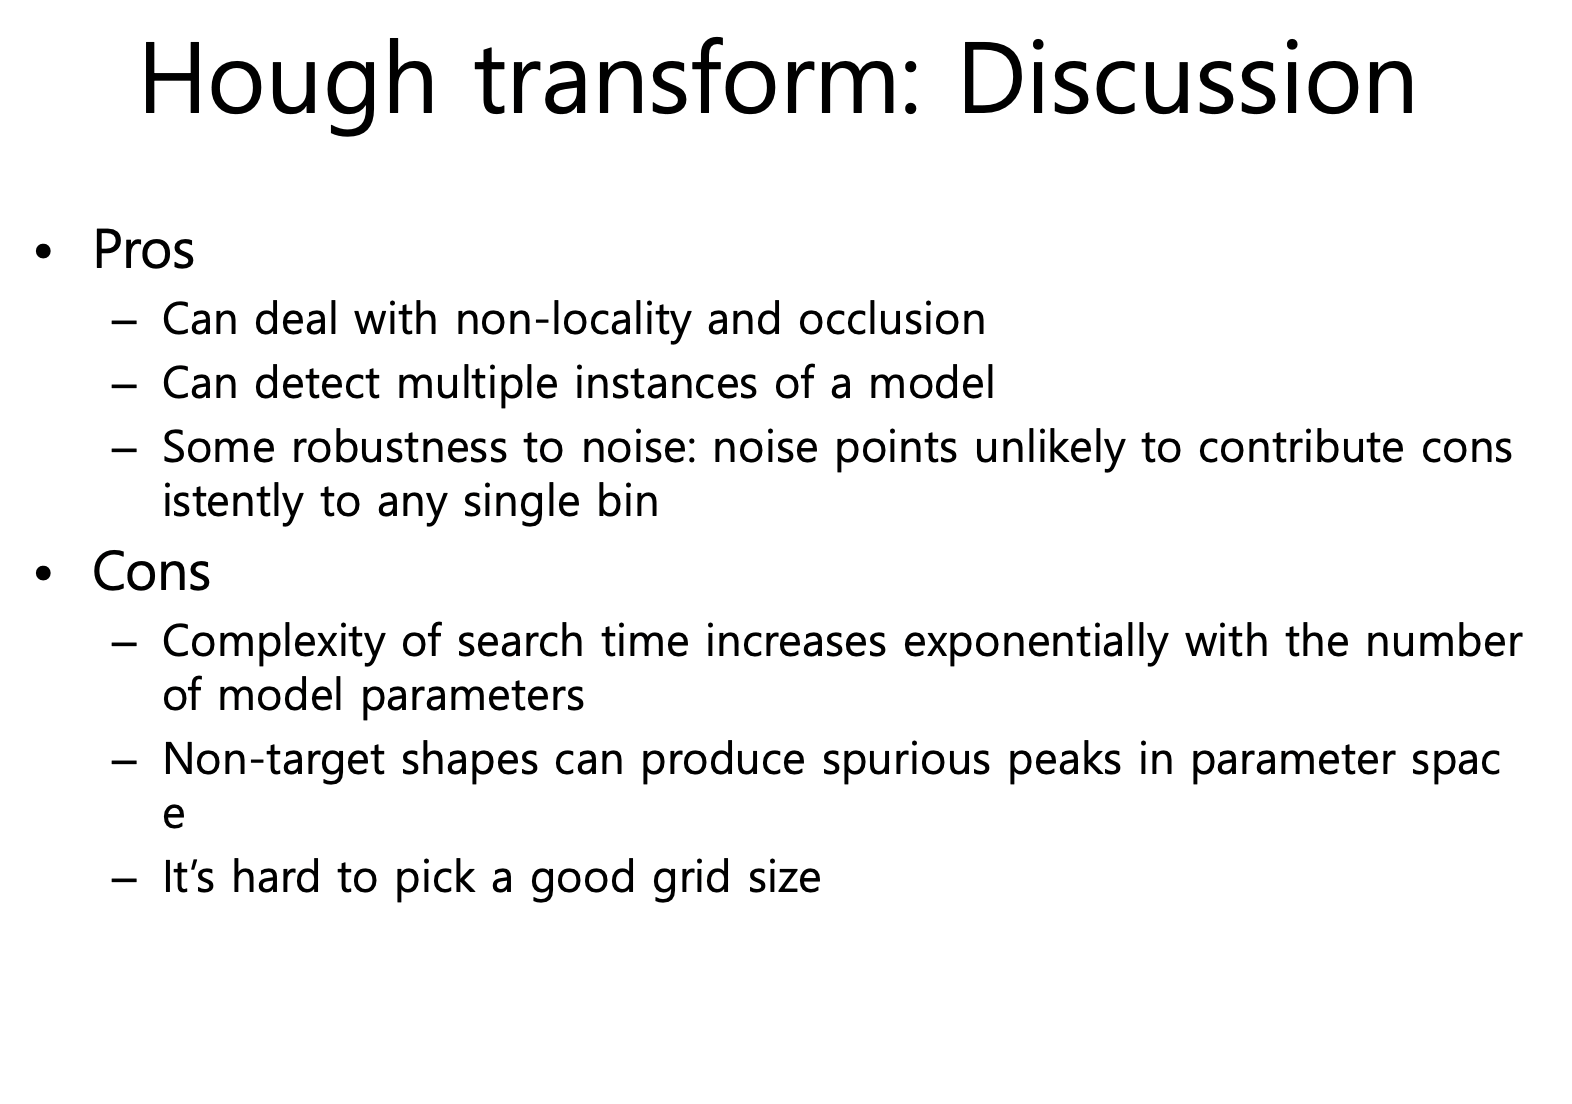 Hough transform: Discussion
• Pros
– Can deal with non-locality and occlusion
– Can detect multiple instances of a model
– Some robustness to noise: noise points unlikely to contribute cons
istently to any single bin
• Cons
– Complexity of search time increases exponentially with the number
of model parameters
– Non-target shapes can produce spurious peaks in parameter spac
e
– It’s hard to pick a good grid size